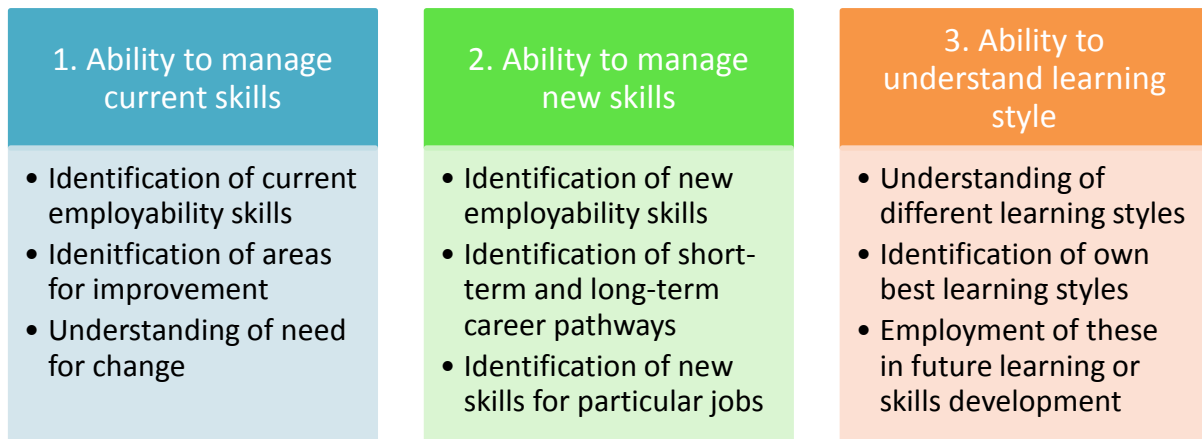 1. Ability to manage
current skills
• Identification of current
employability skills
• Idenitfication of areas
for improvement
• Understanding of need
for change
2. Ability to manage
new skills
• Identification of new
employability skills
• Identification of short-
term and long-term
career pathways
• Identification of new
skills for particular jobs
3. Ability to
understand learning
style
• Understanding of
different learning styles
• Identification of own
best learning styles
• Employment of these
in future learning or
skills development